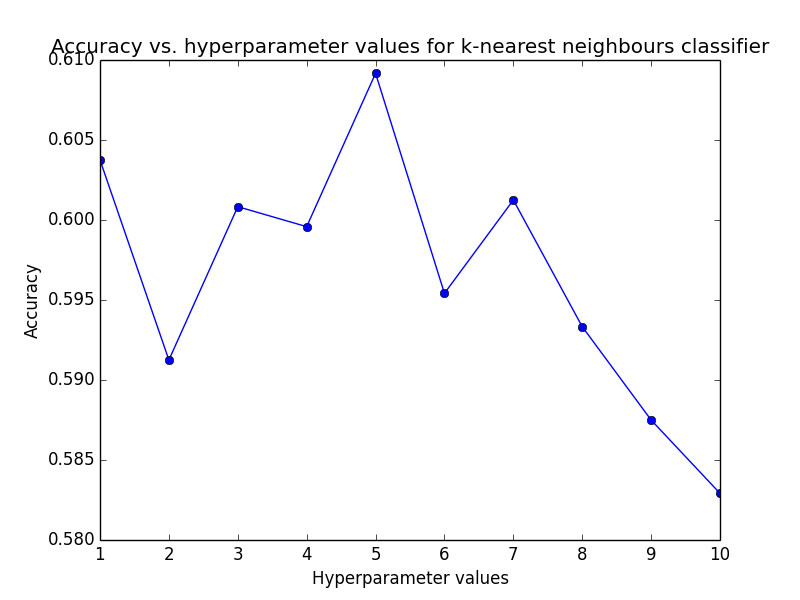 Accuracy vs. hyperparameter values for k-nearest neighbours classifier
0.610
0.605
0.600
0.595
0.590
0.585
0.580
Accuracy
1 2 3 4 5 6 7 8 9 10
Hyperparameter values